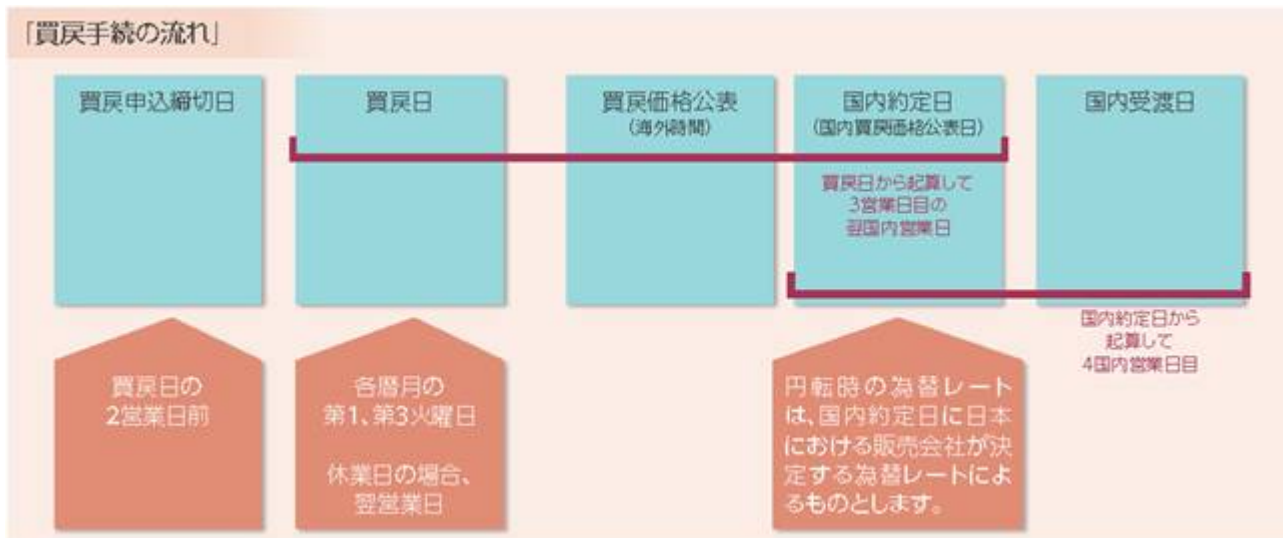 「買戻手続の流れ」
買戻申込締切日
買戻日
買戻価格公表
（海外時間）
国内約定日
（国内買戻価格公表日）
国内受渡日
買戻日から起算して
3営業日目の
翌国内営業日
国内約定日から
起算して
4国内営業日目
買戻日の
2営業日前
各暦月の
第1、第3火曜日
休業日の場合、
翌営業日
円転時の為替レート
は、国内約定日に日本
における販売会社が決
定する為替レートによ
るものとします。